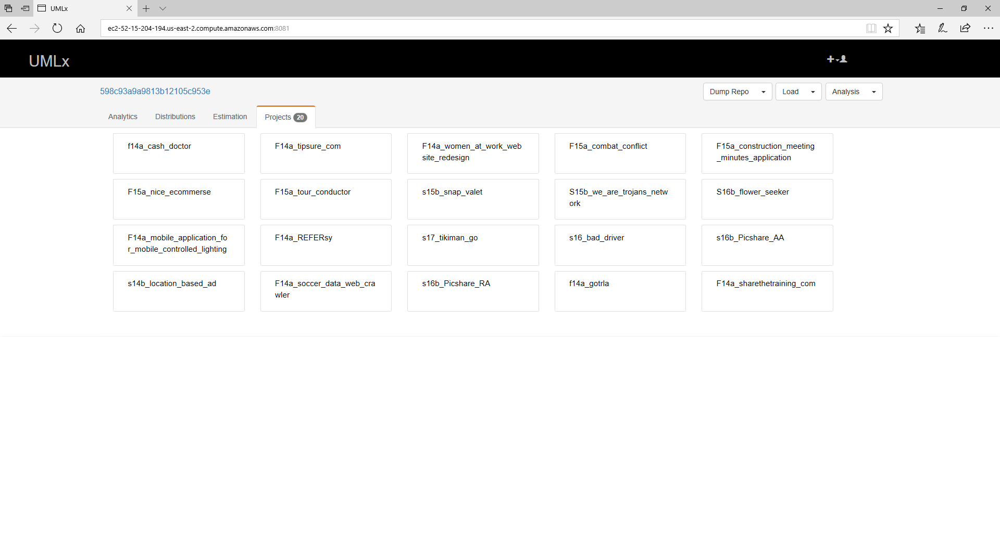 UMLx
ec2-52-15-204-194.us-east-2.compute.amazonaws.com:8081
UMLx
598c93a9a9813b12105c953e
Dump Repo
Load
Analysis
Analytics
Distributions
Estimation
Projects 20
f14a_cash_doctor
F14a_tipsure_com
F14a_women_at_work_web
site_redesign
F15a_combat_conflict
F15a_construction_meeting
_minutes_application
F15a_nice_ecommerse
F15a_tour_conductor
s15b_snap_valet
S15b_we_are_trojans_netw
ork
S16b_flower_seeker
F14a_mobile_application_fo
r_mobile_controlled_lighting
F14a_REFERsy
s17_tikiman_go
s16_bad_driver
s16b_Picshare_AA
s14b_location_based_ad
F14a_soccer_data_web_cra
wler
s16b_Picshare_RA
f14a_gotrla
F14a_sharethetraining_com